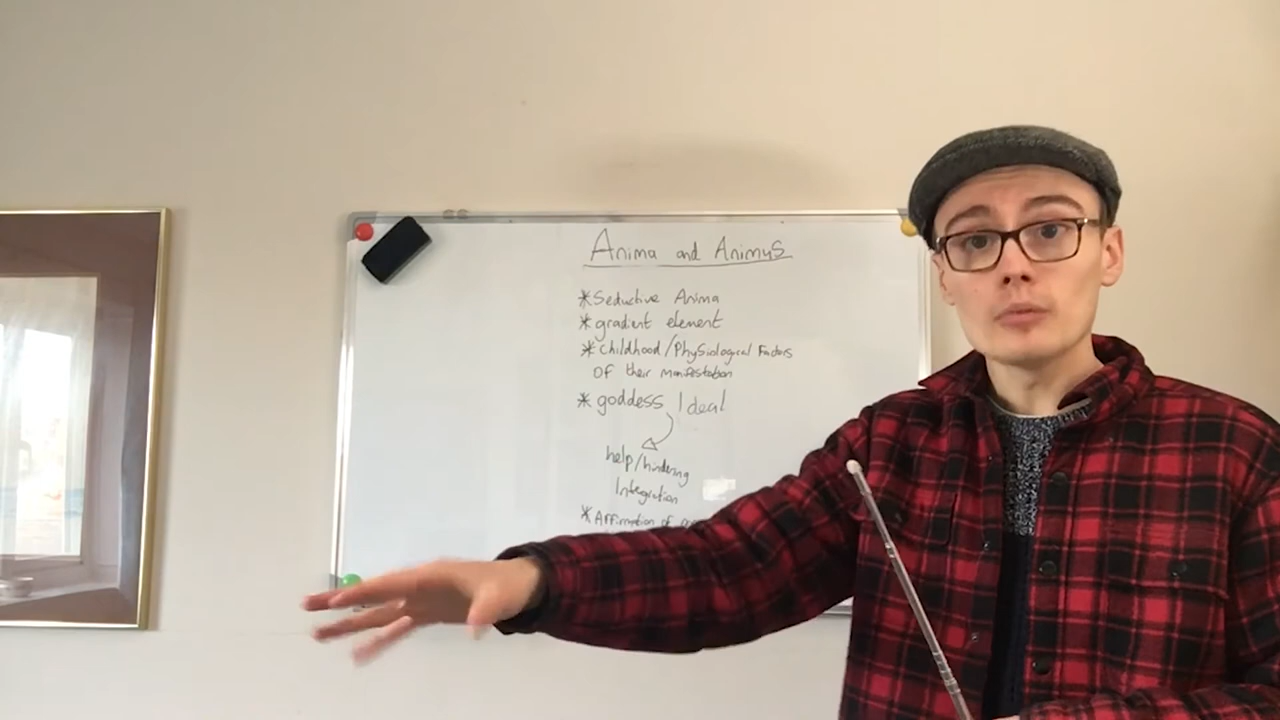 Anima and Animus
*Seductive Anima
*gradient element
*childhood/Physiological Factors
OF their manifestation
*goddess Ideal
help/hindering
Integration
*Affirmation of